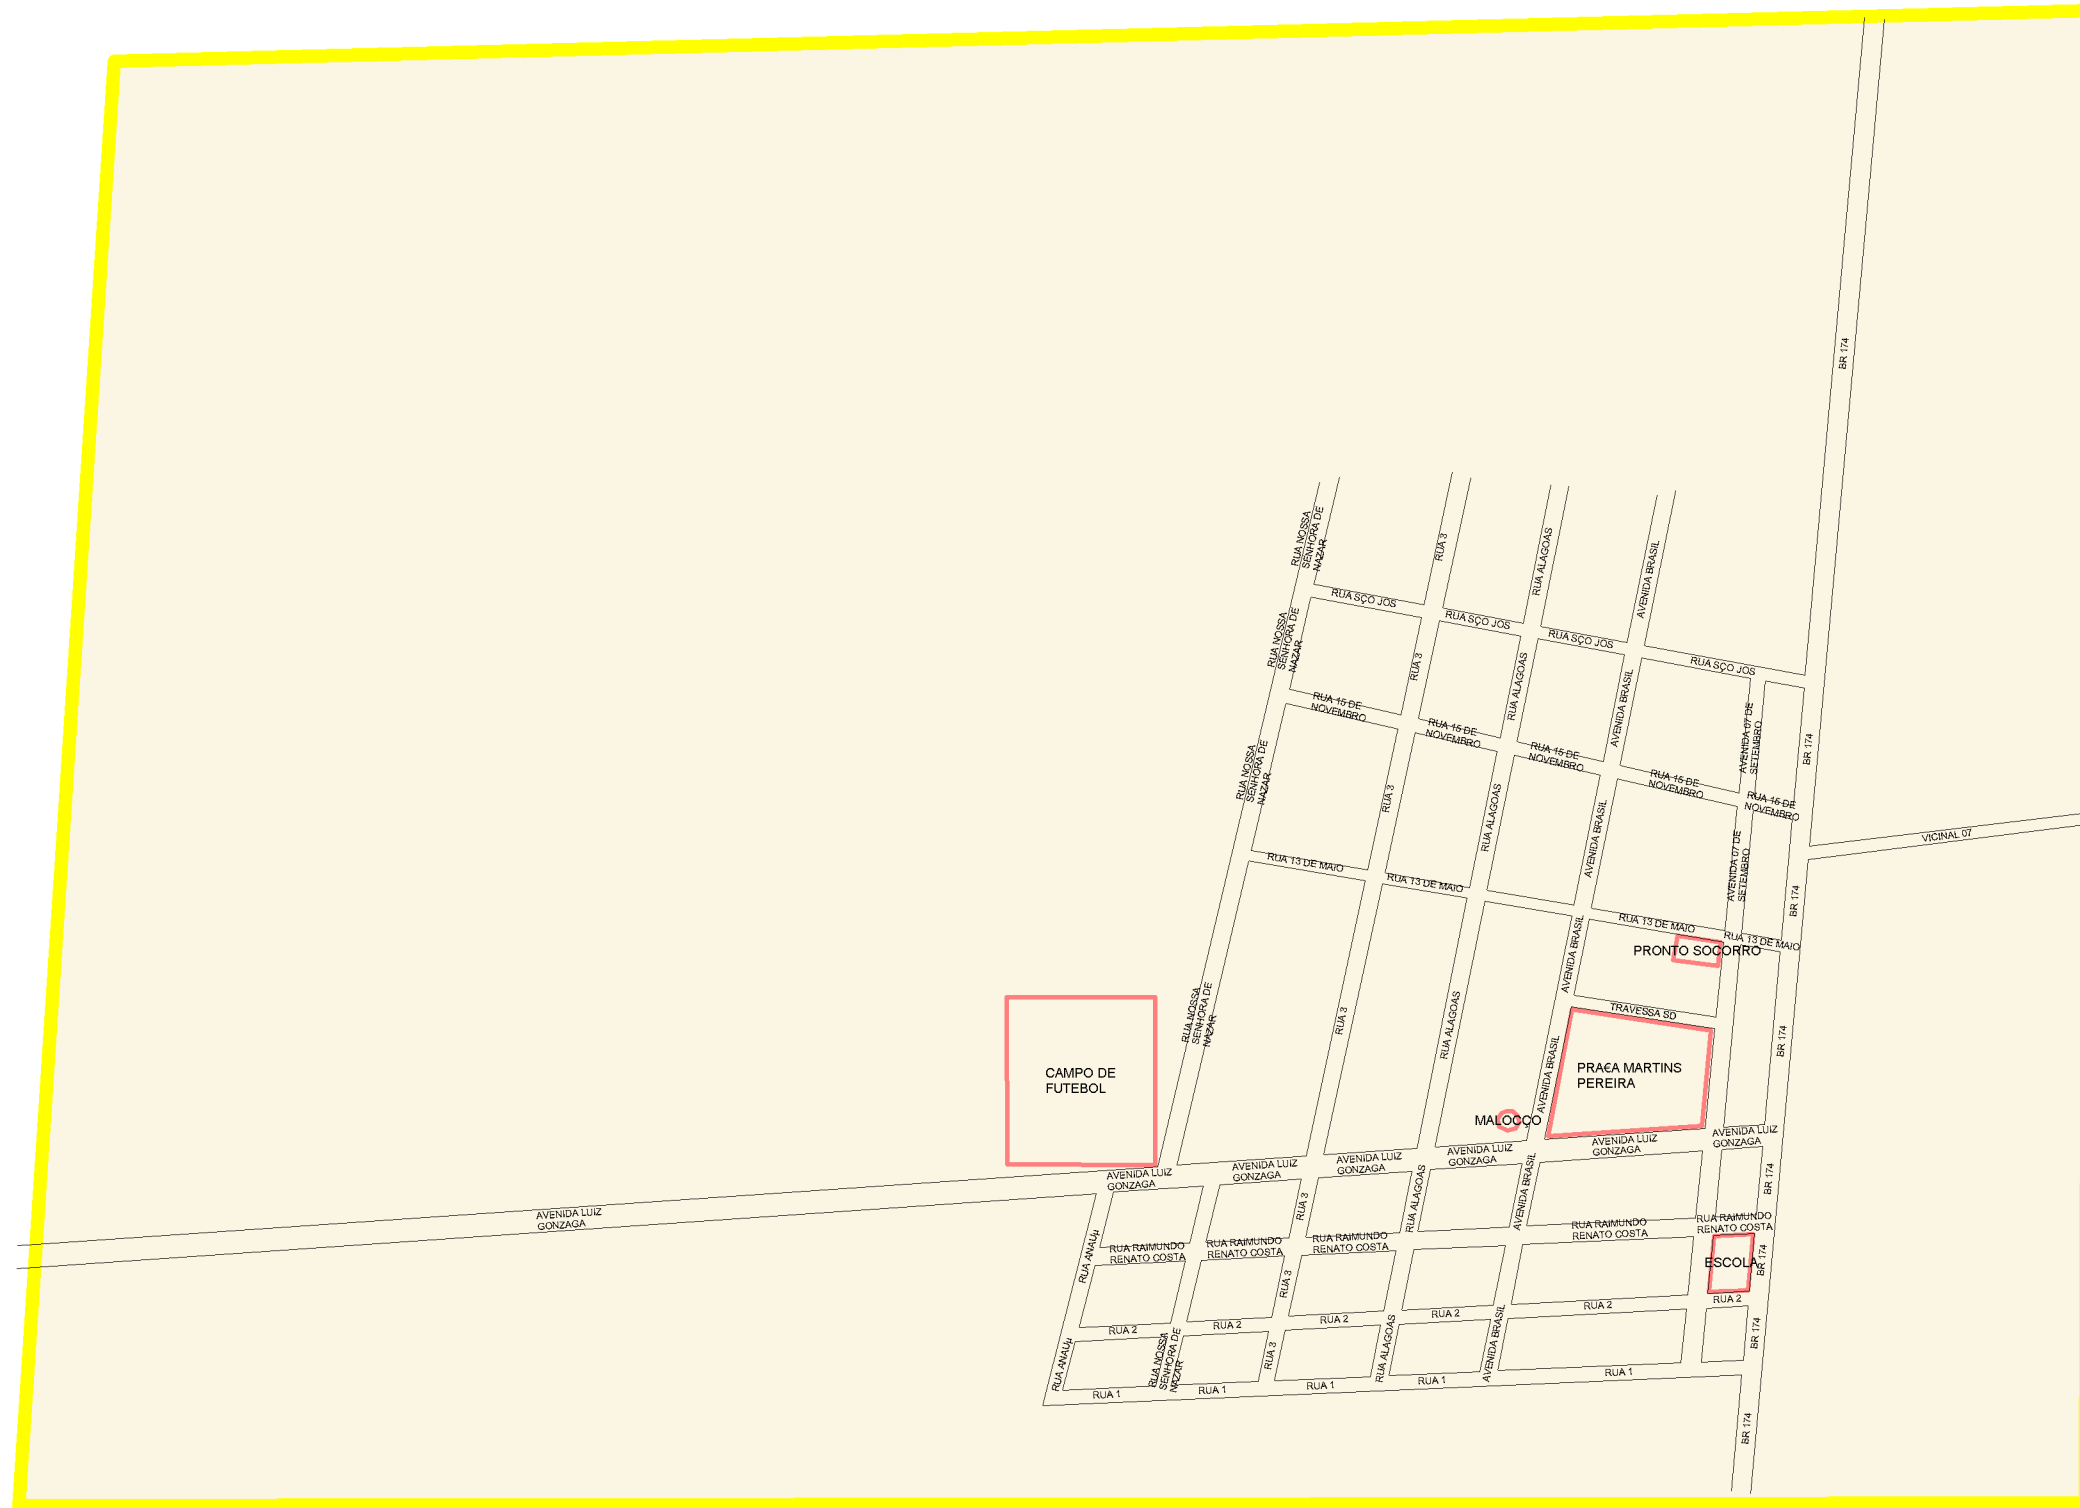 BR 174
RUA NOSSA
SENHORA DE
NAZAR
RUA 3
RUA ALAGOAS
AVENIDA BRASIL
RUA SÇO JOS
RUA SÇO JOS
RUA SÇO JOS
RUA SÇO JOS
RUA NOSSA
SENHORA DE
NAZAR
RUA 3
RUA ALAGOAS
AVENIDA BRASIL
AVENIDA 07 DE
SETEMBRO
BR 174
RUA 15 DE
NOVEMBRO
RUA 15 DE
NOVEMBRO
RUA 15 DE
NOVEMBRO
RUA 15 DE
NOVEMBRO
RUA 15 DE
NOVEMBRO
RUA NOSSA
SENHORA DE
NAZAR
RUA 3
RUA ALAGOAS
AVENIDA BRASIL
AVENIDA 07 DE
SETEMBRO
VICINAL 07
BR 174
RUA 13 DE MAIO
RUA 13 DE MAIO
RUA 13 DE MAIO
RUA 13 DE MAIO
PRONTO SOCORRO
AVENIDA BRASIL
TRAVESSA SD
RUA NOSSA
SENHORA DE
NAZAR
RUA 3
RUA ALAGOAS
AVENIDA BRASIL
BR 174
CAMPO DE
FUTEBOL
PRA€A MARTINS
PEREIRA
MALOCÇO
AVENIDA LUIZ
GONZAGA
AVENIDA LUIZ
GONZAGA
AVENIDA LUIZ
GONZAGA
AVENIDA LUIZ
GONZAGA
AVENIDA LUIZ
GONZAGA
AVENIDA LUIZ
GONZAGA
AVENIDA LUIZ
GONZAGA
RUA 3
RUA ALAGOAS
AVENIDA BRASIL
BR 174
RUA ANAUµ
RUA RAIMUNDO
RENATO COSTA
RUA RAIMUNDO
RENATO COSTA
RUA RAIMUNDO
RENATO COSTA
RUA RAIMUNDO
RENATO COSTA
RUA RAIMUNDO
RENATO COSTA
RUA 3
ESCOLA
BR 174
RUA 2
RUA 2
RUA 2
RUA 2
RUA 2
RUA 2
RUA ANAUµ
RUA NOSSA
SENHORA DE
NAZAR
RUA 3
RUA ALAGOAS
AVENIDA BRASIL
BR 174
RUA 1
RUA 1
RUA 1
RUA 1
RUA 1
BR 174